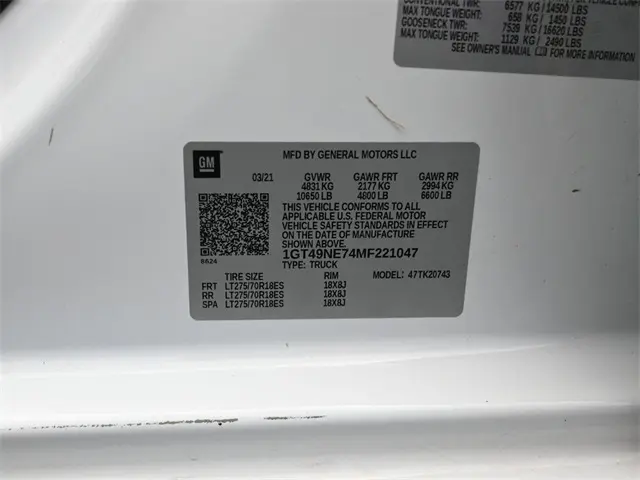 CONVENTIONAL TWR: 6577 KG / 14500 LBS
MAX TONGUE WEIGHT: 658 KG / 1450 LBS
GOOSENECK TWR: 7539 KG / 16620 LBS
MAX TONGUE WEIGHT: 1129 KG / 2490 LBS
SEE OWNER'S MANUAL FOR MORE INFORMATION
GM
MFD BY GENERAL MOTORS LLC
03/21 GVWR GAWR FRT GAWR RR
4831 KG 2177 KG 2994 KG
10650 LB 4800 LB 6600 LB
THIS VEHICLE CONFORMS TO ALL
APPLICABLE U.S. FEDERAL MOTOR
VEHICLE SAFETY STANDARDS IN EFFECT
ON THE DATE OF MANUFACTURE SHOWN ABOVE.
1GT49NE74MF221047
8624 TYPE: TRUCK
TIRE SIZE RIM MODEL: 47TK20743
FRT LT275/70R18ES 18X8J
RR LT275/70R18ES 18X8J
SPA LT275/70R18ES 18X8J